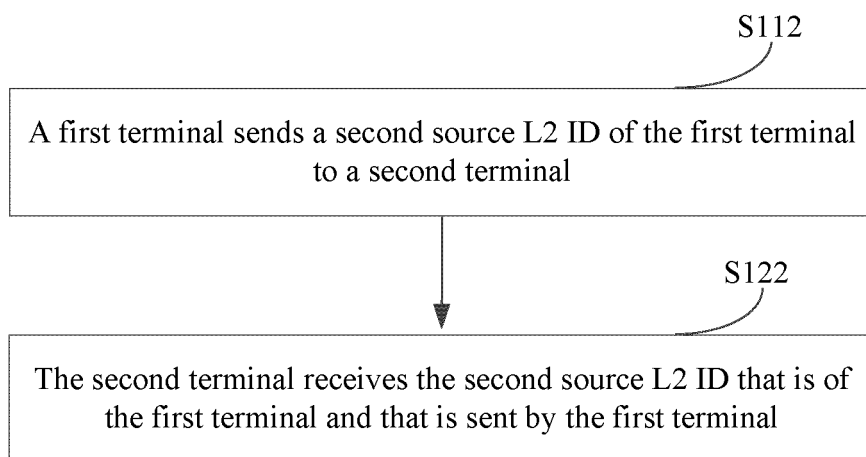 S112
A first terminal sends a second source L2 ID of the first terminal
to a second terminal
S122
The second terminal receives the second source L2 ID that is of
the first terminal and that is sent by the first terminal